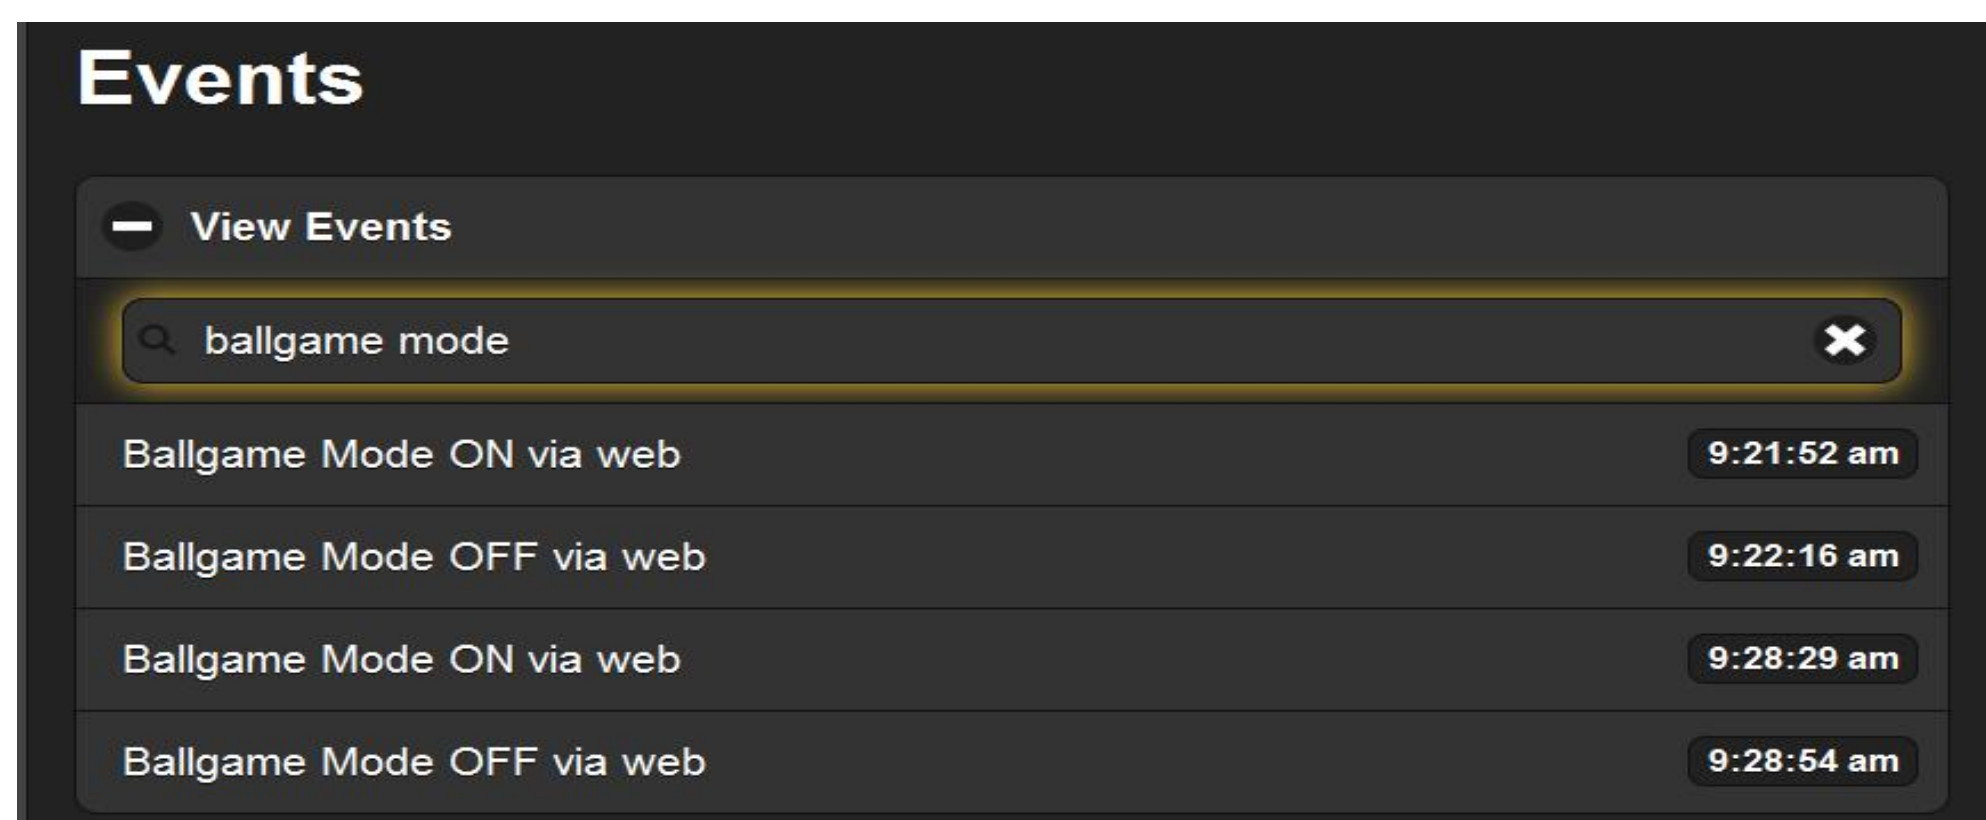 Events
View Events
ballgame mode
Ballgame Mode ON via web 9:21:52 am
Ballgame Mode OFF via web 9:22:16 am
Ballgame Mode ON via web 9:28:29 am
Ballgame Mode OFF via web 9:28:54 am